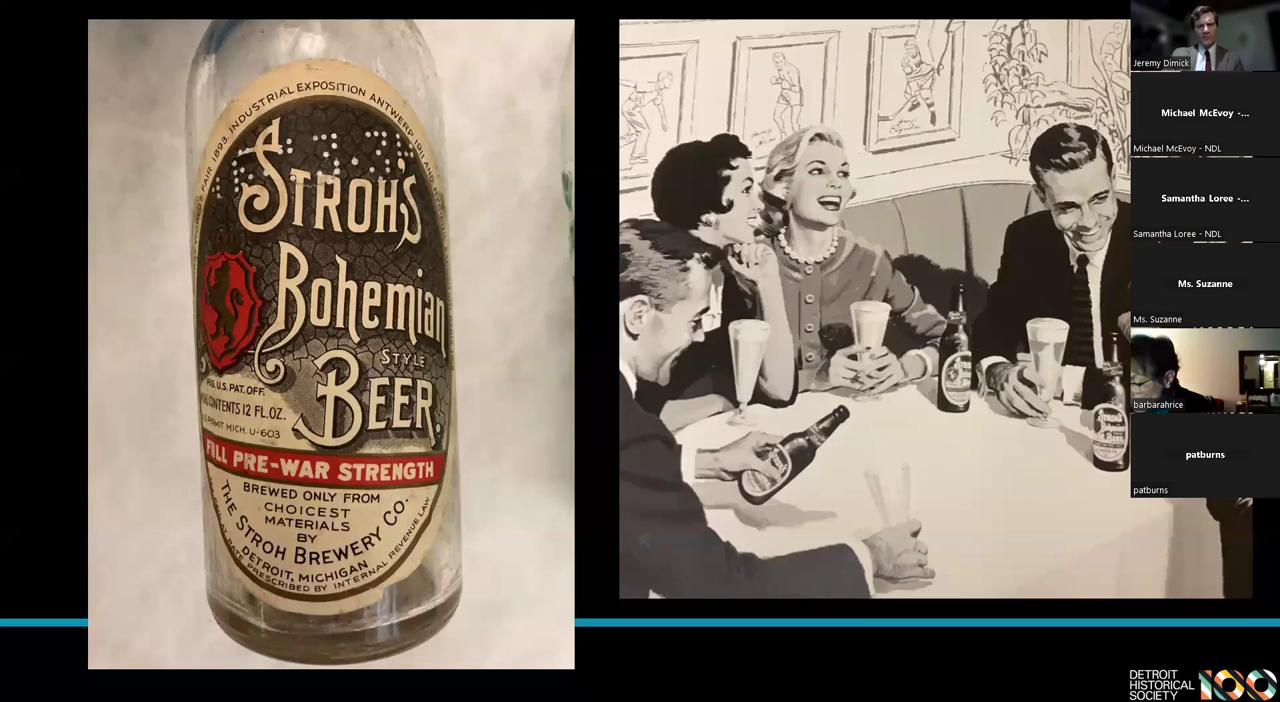 1893, INDUSTRIAL EXPOSITION ANTWERP
STROH'S
Bohemian
STYLE
BEER
REG. U.S. PAT. OFF.
CONTENTS 12 FL. OZ.
PERMIT MICH. U-603
FULL PRE-WAR STRENGTH
BREWED ONLY FROM
CHOICEST
MATERIALS
BY
THE STROH BREWERY CO.
DETROIT, MICHIGAN
PRESCRIBED BY INTERNAL REVENUE LAW
Jeremy Dimick
Michael McEvoy -...
Michael McEvoy - NDL
Samantha Loree -...
Samantha Loree - NDL
Ms. Suzanne
Ms. Suzanne
barbarahrice
patburns
patburns
DETROIT
HISTORICAL
SOCIETY
100